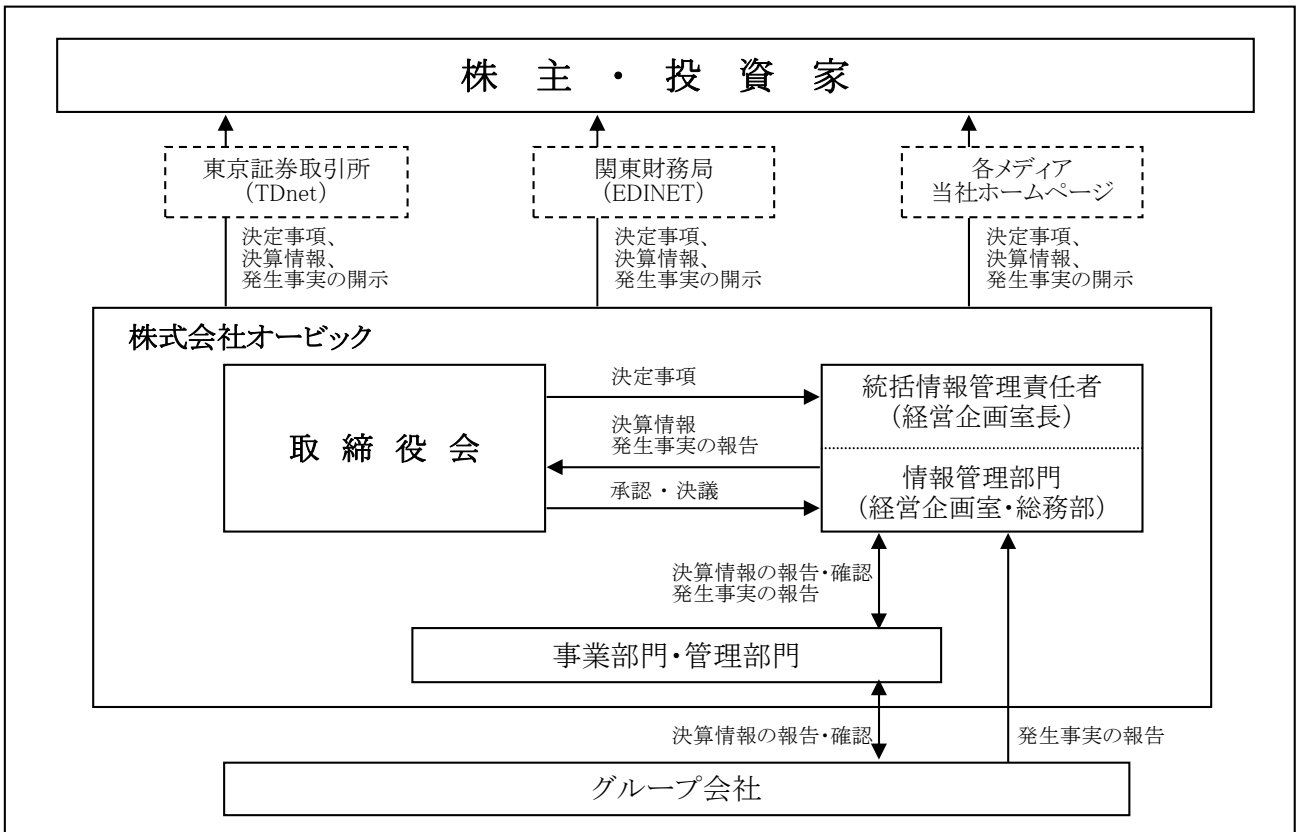 株 主 ・ 投 資 家
東京証券取引所
(TDnet)
関東財務局
(EDINET)
各メディア
当社ホームページ
決定事項、
決算情報、
発生事実の開示
決定事項、
決算情報、
発生事実の開示
決定事項、
決算情報、
発生事実の開示
株式会社オービック
取 締 役 会
決定事項
決算情報
発生事実の報告
承認・決議
統括情報管理責任者
(経営企画室長)
情報管理部門
(経営企画室・総務部)
決算情報の報告・確認
発生事実の報告
事業部門・管理部門
決算情報の報告・確認
発生事実の報告
グループ会社